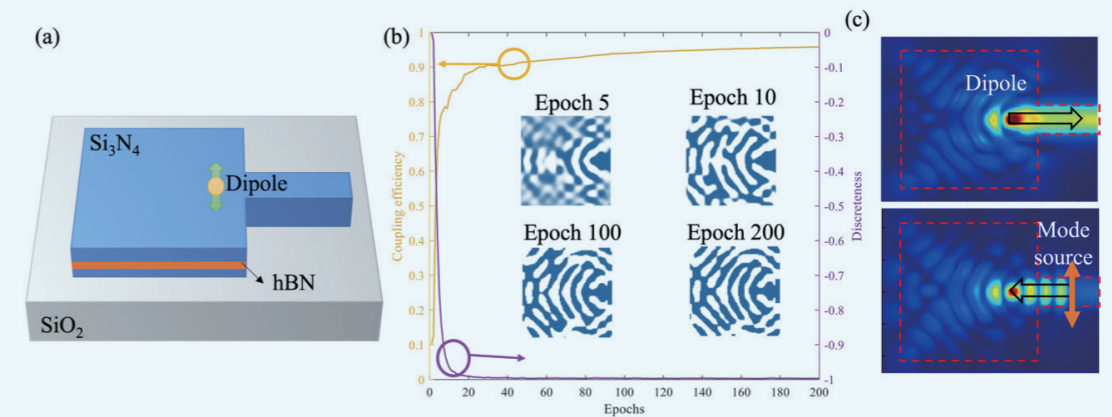 (a)
Si3N4
Dipole
hBN
SiO2
(b)
Coupling efficiency
1
0.9
0.8
0.7
0.6
0.5
0.4
0.3
0.2
0.1
0
0
20
40
60
80
100
120
140
160
180
200
Epochs
Epoch 5
Epoch 10
Epoch 100
Epoch 200
0
-0.1
-0.2
-0.3
-0.4
-0.5
-0.6
-0.7
-0.8
-0.9
-1
Discreteness
(c)
Dipole
Mode
source